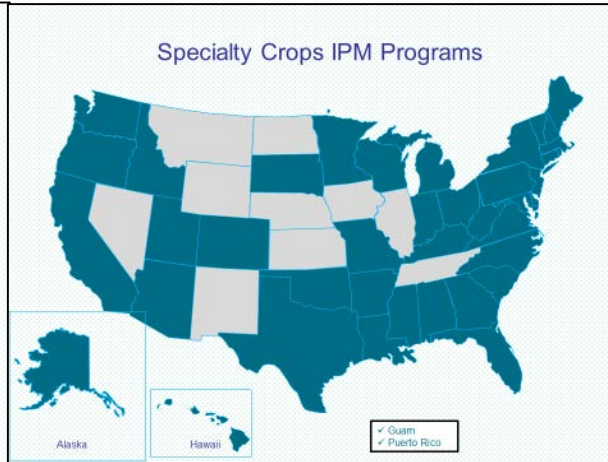 Specialty Crops IPM Programs
Alaska
Hawaii
✓ Guam
✓ Puerto Rico